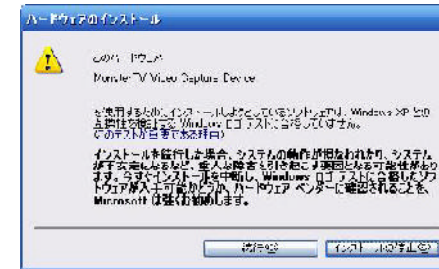 ハードウェアのインストール
このハードウェア:
Monster TV Video Capture Device
を使用するためにインストールしようとしているソフトウェアは、Windows XP との
互換性を検証する Windows ロゴ テストに合格していません。
(このテストが重要である理由)
インストールを続行した場合、システムの動作が損なわれたり、システム
が不安定になるなど、重大な障害を引き起こす要因となる可能性があり
ます。今すぐインストールを中断し、Windows ロゴ テストに合格したソフ
トウェアが入手可能かどうか、ハードウェア ベンダーに確認されることを、
Microsoft は強くお勧めします。
続行(C)
インストールの停止(S)